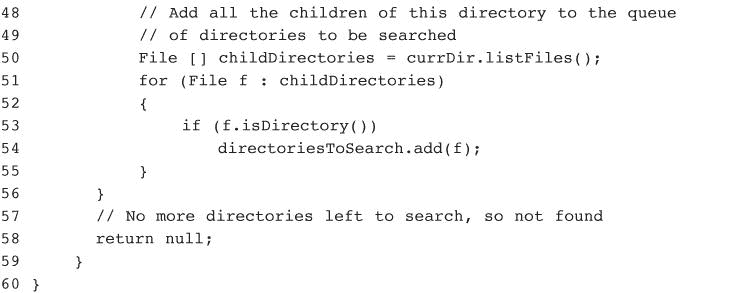 48 // Add all the children of this directory to the queue
49 // of directories to be searched
50 File [] childDirectories = currDir.listFiles();
51 for (File f : childDirectories)
52 {
53 if (f.isDirectory())
54 directoriesToSearch.add(f);
55 }
56 }
57 // No more directories left to search, so not found
58 return null;
59 }
60 }